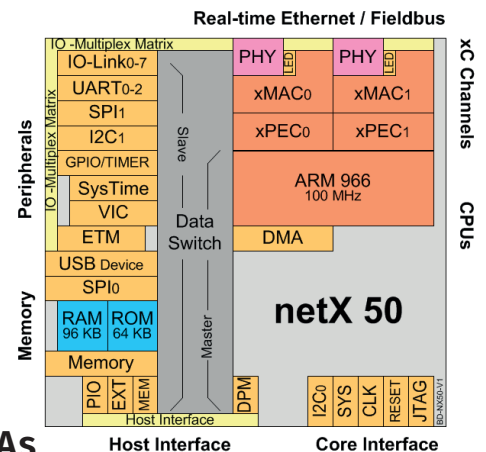 Real-time Ethernet / Fieldbus
IO -Multiplex Matrix
IO -Multiplex Matrix
Peripherals
Memory
IO-Link0-7
UART0-2
SPI1
I2C1
GPIO/TIMER
SysTime
VIC
ETM
USB Device
SPI0
RAM
96 KB
ROM
64 KB
Memory
PIO
EXT
MEM
Host Interface
Slave
Data
Switch
Master
PHY
LED
PHY
LED
xMAC0
xMAC1
xPEC0
xPEC1
ARM 966
100 MHz
DMA
netX 50
DPM
I2C0
SYS
CLK
RESET
JTAG
BD-NX50-V1
xC Channels
CPUs
As
Host Interface
Core Interface